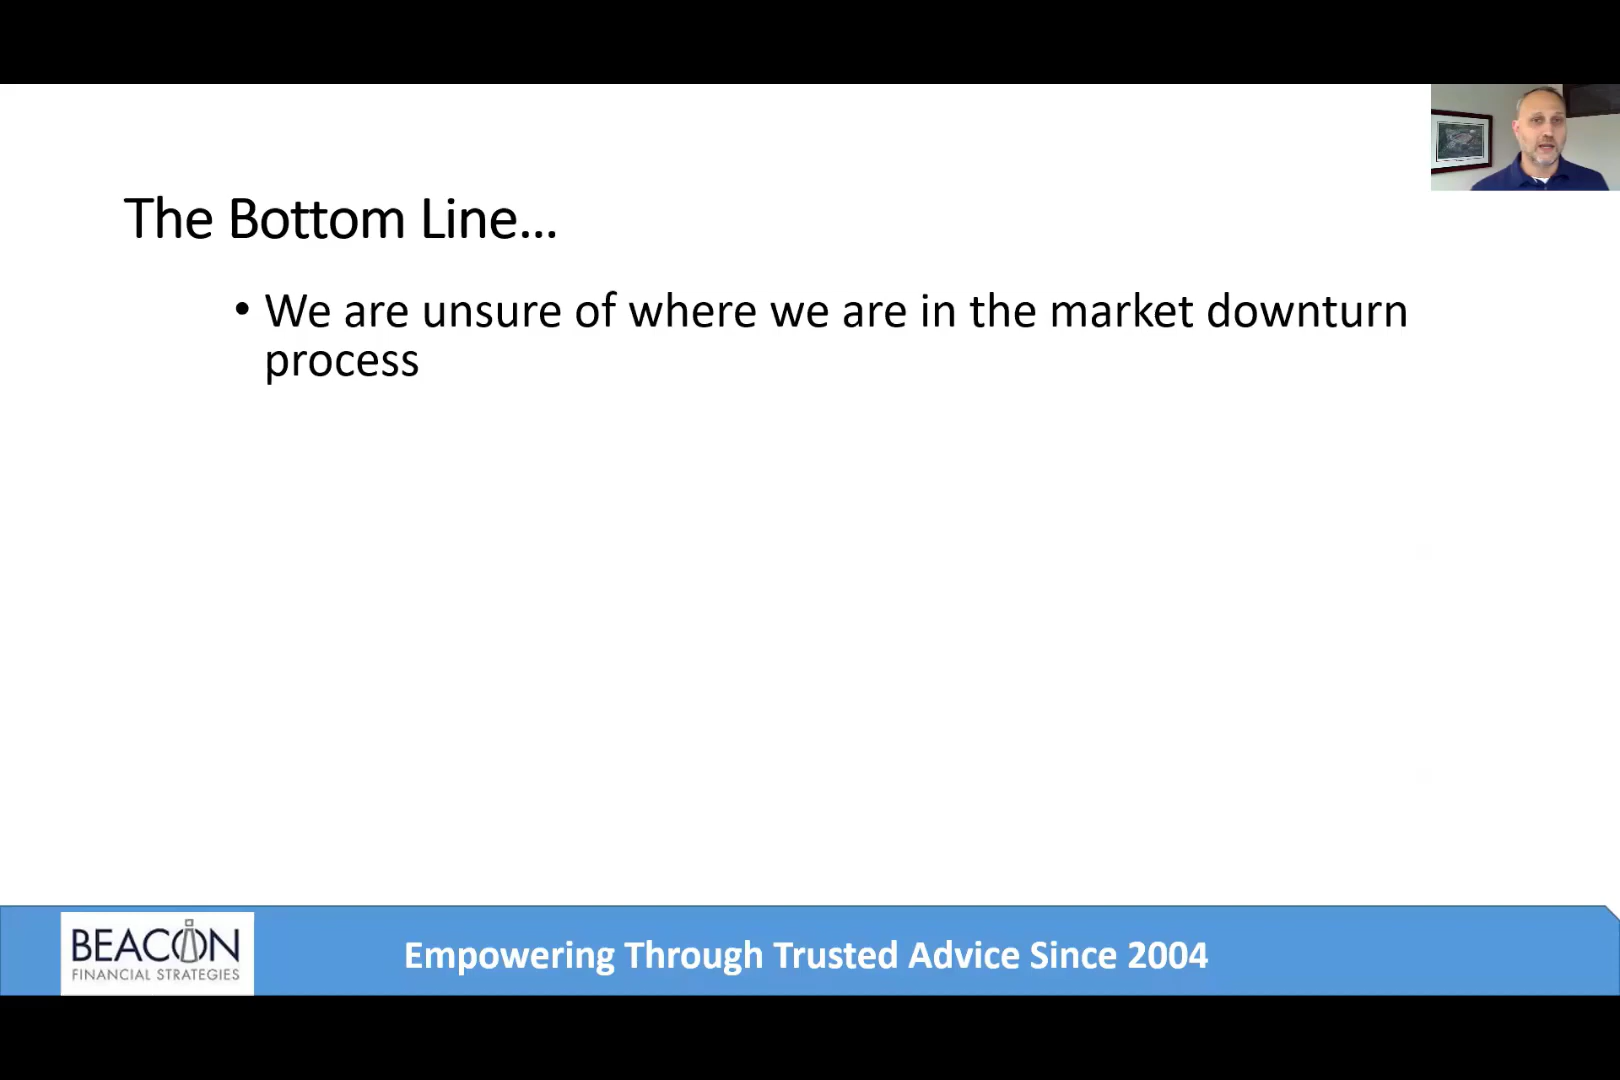 The Bottom Line...
• We are unsure of where we are in the market downturn
process
BEACON
FINANCIAL STRATEGIES
Empowering Through Trusted Advice Since 2004